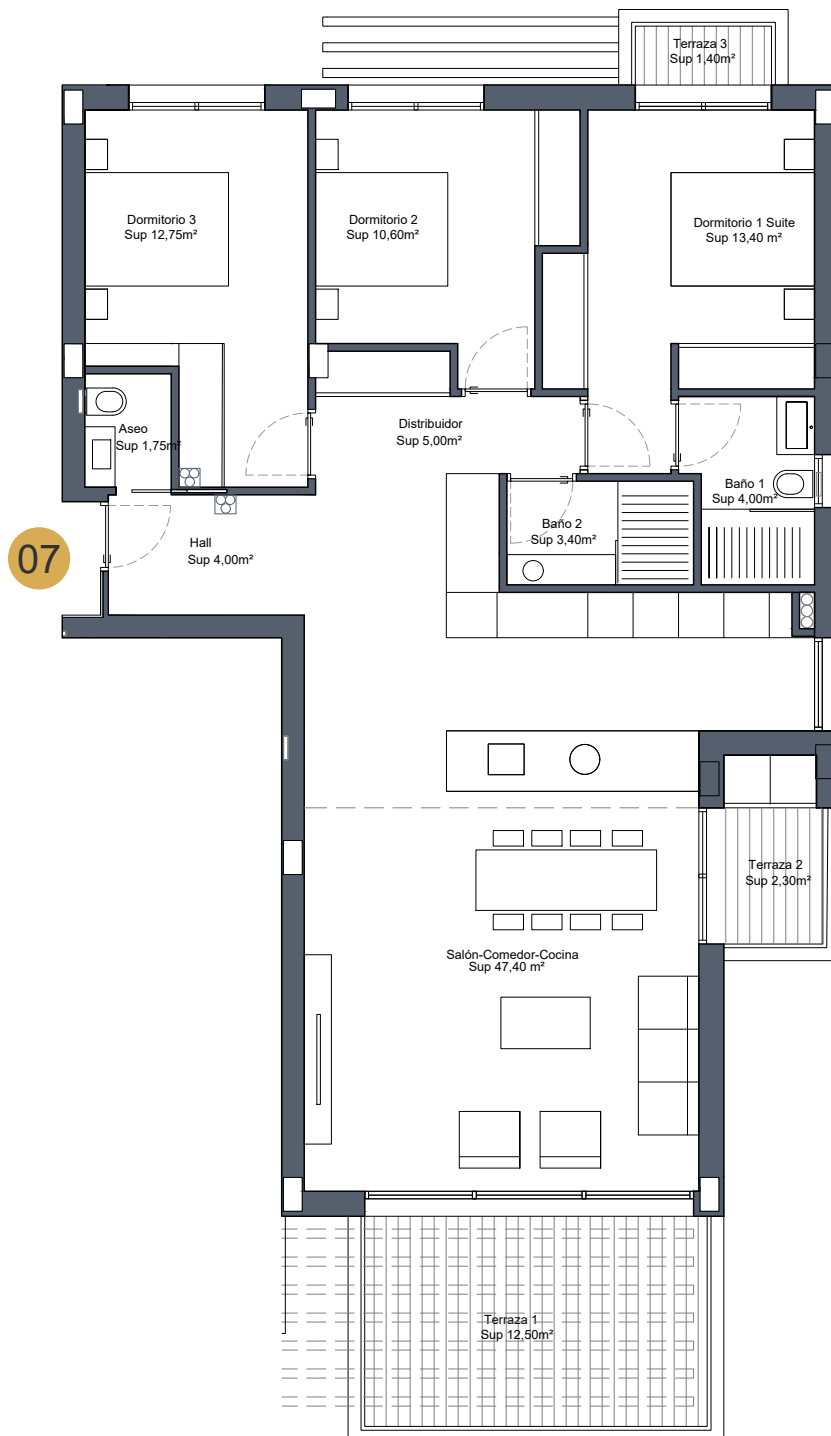 Terraza 3
Sup 1,40m²
Dormitorio 3
Sup 12,75m²
Dormitorio 2
Sup 10,60m²
Dormitorio 1 Suite
Sup 13,40 m²
Aseo
Sup 1,75m²
Distribuidor
Sup 5,00m²
Baño 1
Sup 4,00m²
Baño 2
Sup 3,40m²
Hall
Sup 4,00m²
07
Terraza 2
Sup 2,30m²
Salón-Comedor-Cocina
Sup 47,40 m²
Terraza 1
Sup 12,50m²